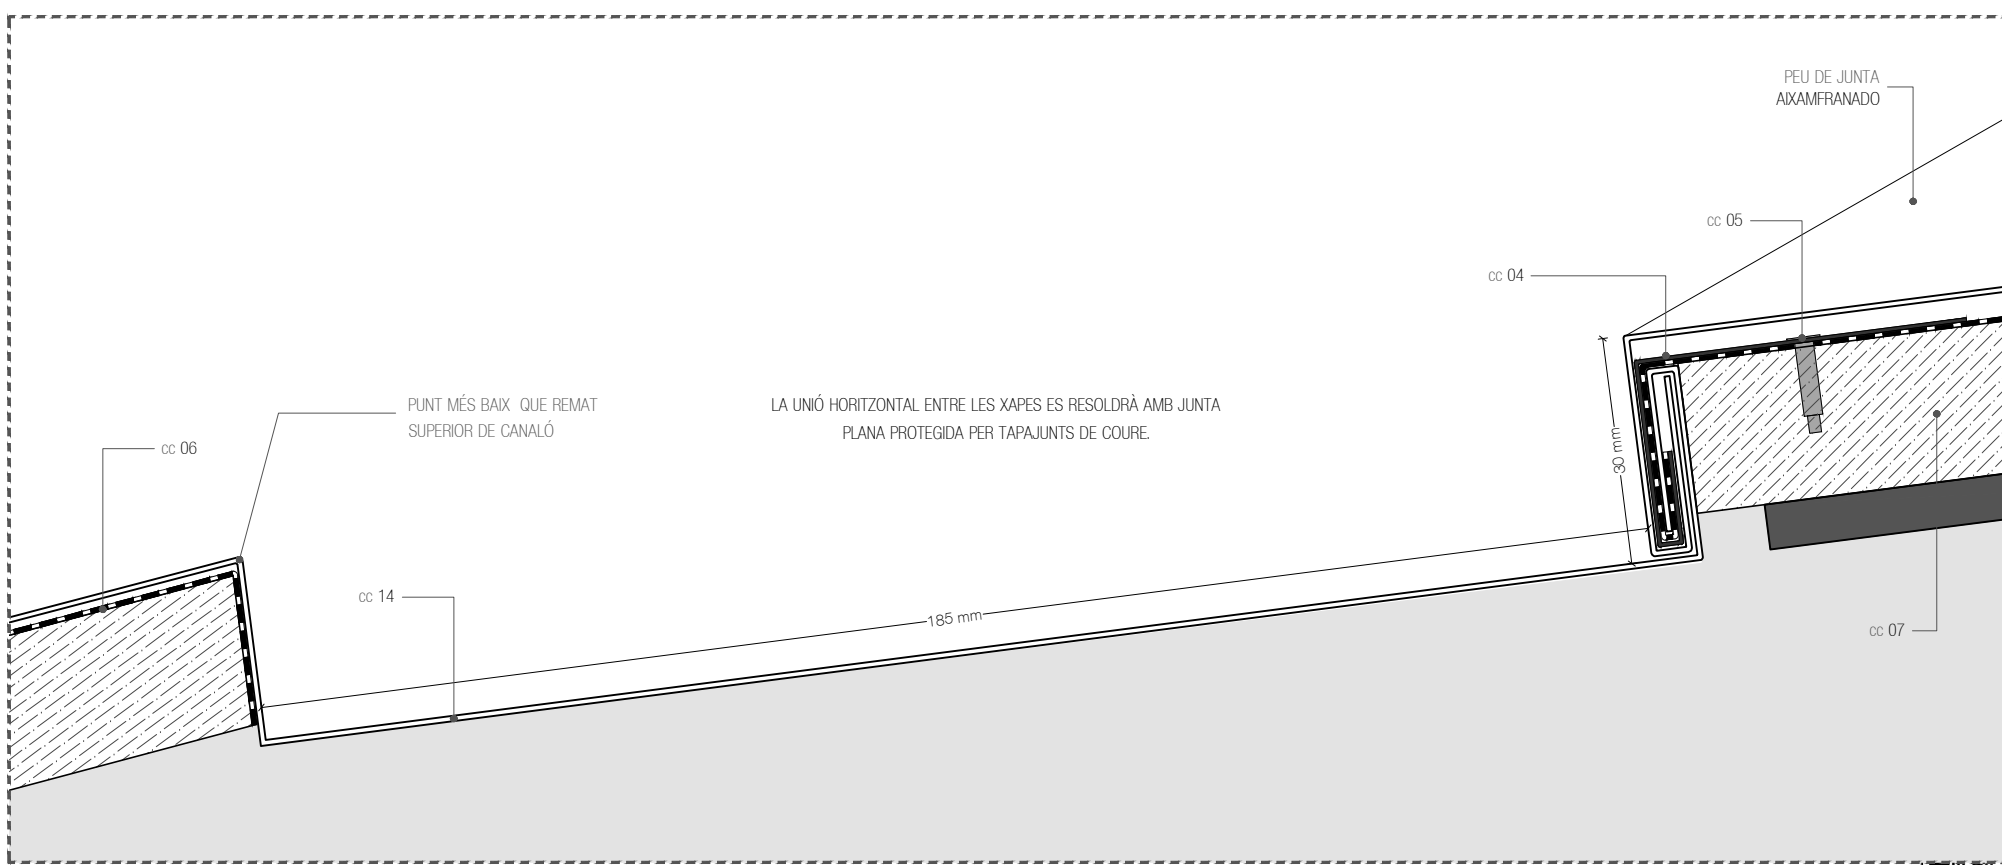 PEU DE JUNTA
AIXAMFRANADO
cc 05
cc 04
PUNT MÉS BAIX QUE REMAT
SUPERIOR DE CANALÓ
LA UNIÓ HORITZONTAL ENTRE LES XAPES ES RESOLDRÀ AMB JUNTA
PLANA PROTEGIDA PER TAPAJUNTS DE COURE.
cc 06
30 mm
cc 14
185 mm
cc 07